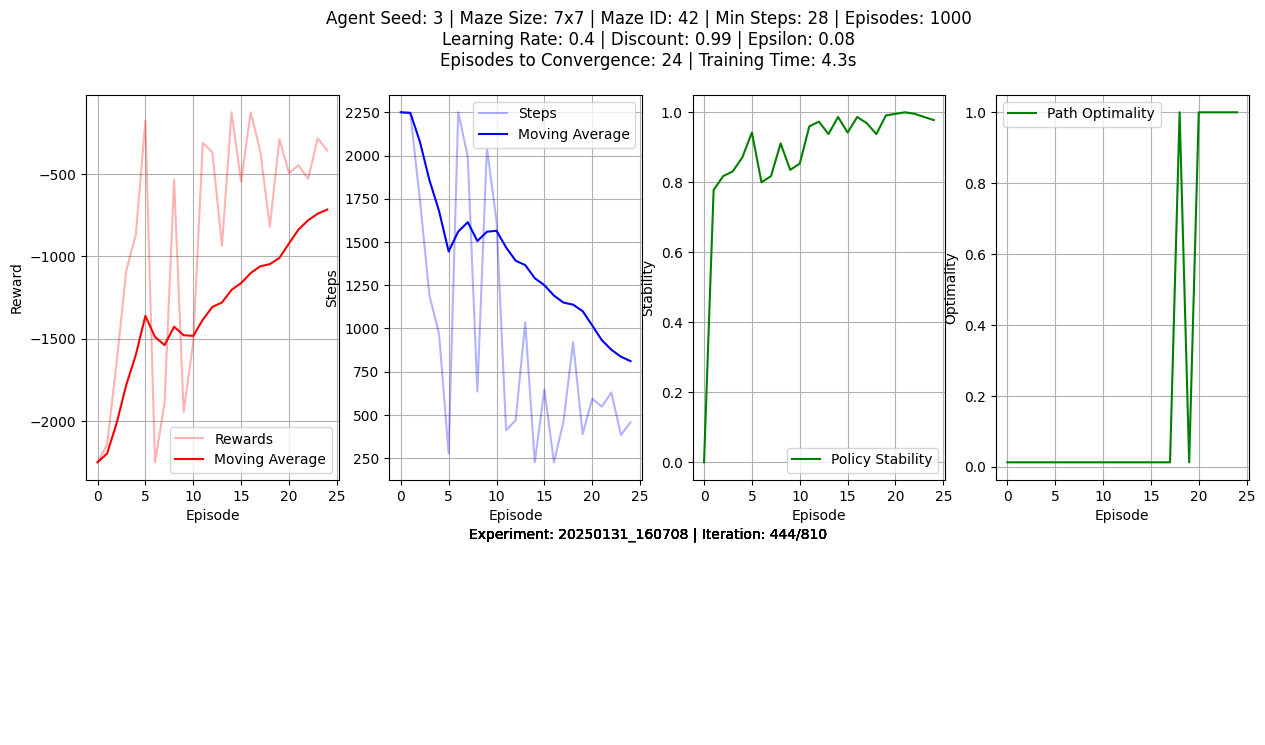 Agent Seed: 3 | Maze Size: 7x7 | Maze ID: 42 | Min Steps: 28 | Episodes: 1000
Learning Rate: 0.4 | Discount: 0.99 | Epsilon: 0.08
Episodes to Convergence: 24 | Training Time: 4.3s
Reward
−500
−1000
−1500
−2000
Rewards
Moving Average
0 5 10 15 20 25
Episode
Steps
2250
2000
1750
1500
1250
1000
750
500
250
Steps
Moving Average
0 5 10 15 20 25
Episode
Stability
1.0
0.8
0.6
0.4
0.2
0.0
Policy Stability
0 5 10 15 20 25
Episode
Optimality
1.0
0.8
0.6
0.4
0.2
0.0
Path Optimality
0 5 10 15 20 25
Episode
Experiment: 20250131_160708 | Iteration: 444/810